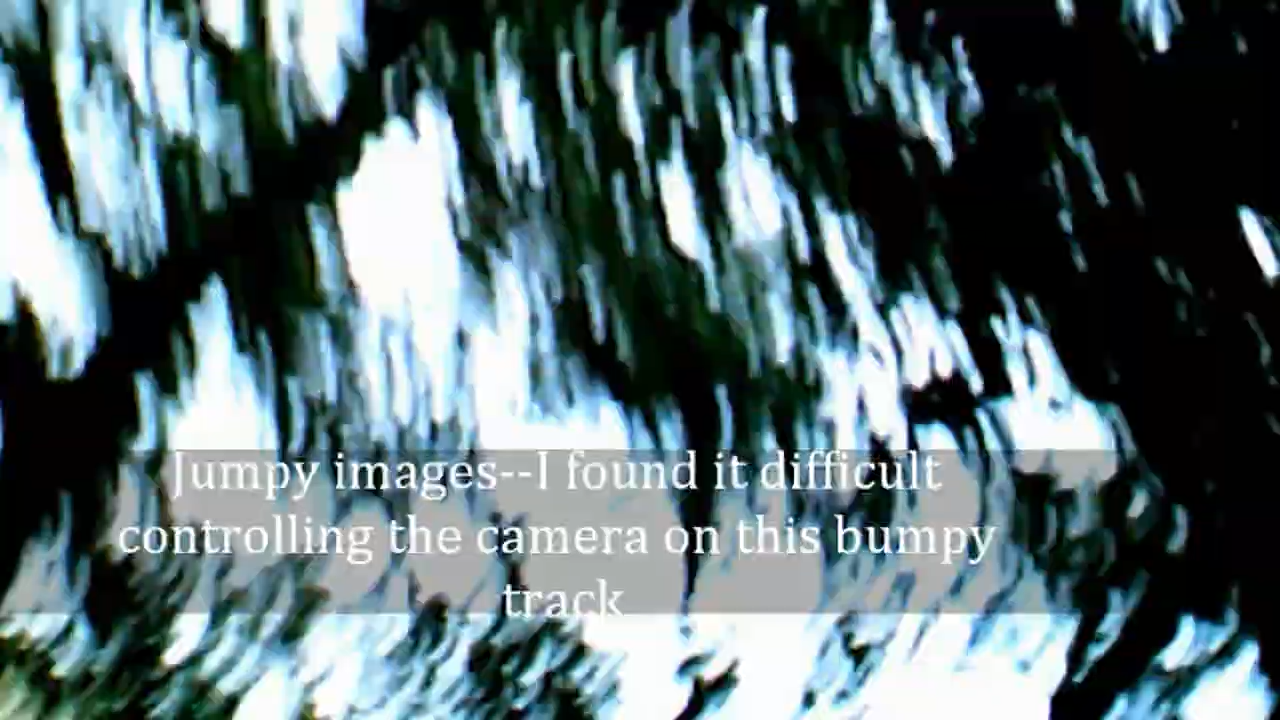 Jumpy images--I found it difficult
controlling the camera on this bumpy
track